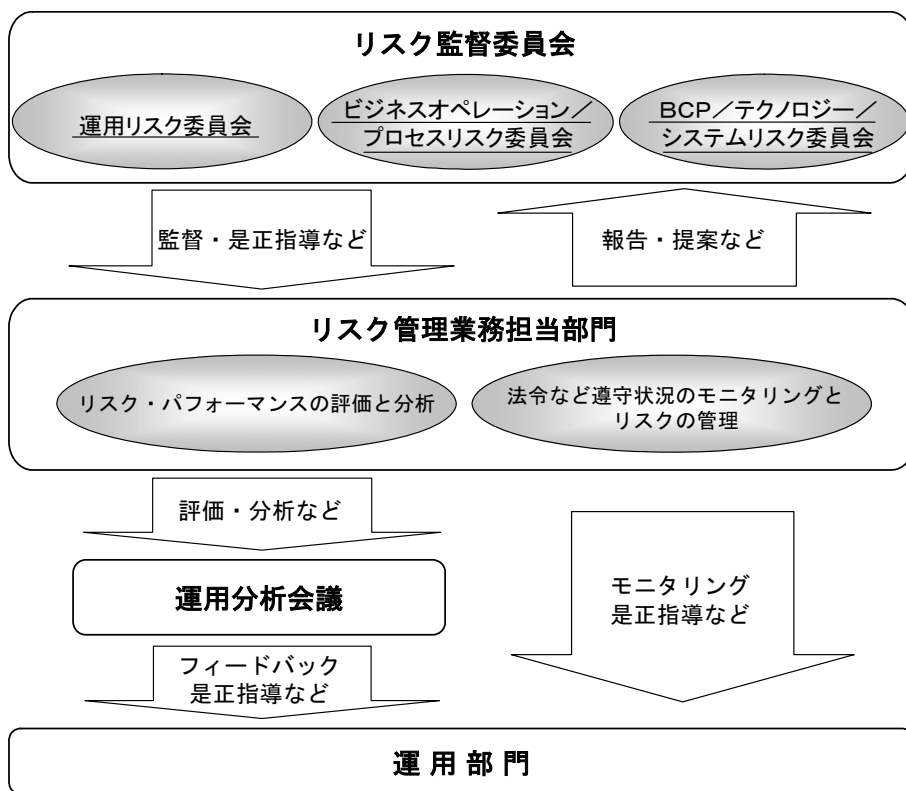 リスク監督委員会
運用リスク委員会
ビジネスオペレーション／
プロセスリスク委員会
BCP／テクノロジー／
システムリスク委員会
監督・是正指導など
報告・提案など
リスク管理業務担当部門
リスク・パフォーマンスの評価と分析
法令など遵守状況のモニタリングと
リスクの管理
評価・分析など
運用分析会議
モニタリング
是正指導など
フィードバック
是正指導など
運用部門